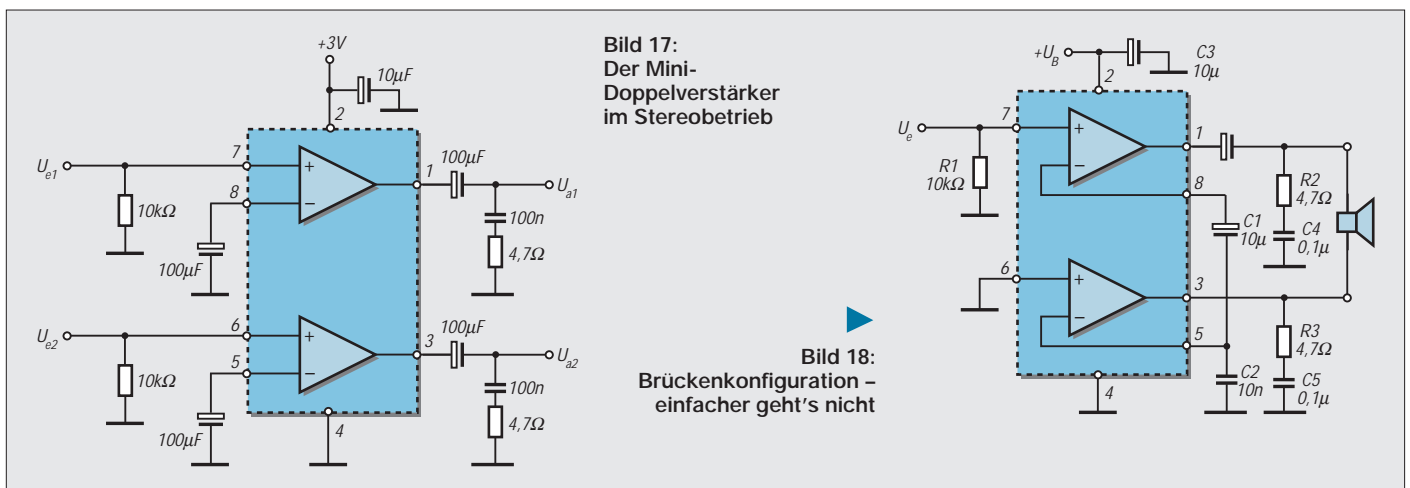 +3V
10µF
2
U_e1
7
8
10kΩ
100µF
1
100µF
U_a1
100n
4,7Ω
U_e2
6
5
10kΩ
100µF
3
100µF
U_a2
100n
4,7Ω
4
Bild 17:
Der Mini-
Doppelverstärker
im Stereobetrieb
Bild 18:
Brückenkonfiguration –
einfacher geht's nicht
+U_B
C3
10µ
2
U_e
7
R1
10kΩ
1
8
R2
4,7Ω
C4
0,1µ
C1
10µ
6
3
5
R3
4,7Ω
C2
10n
C5
0,1µ
4